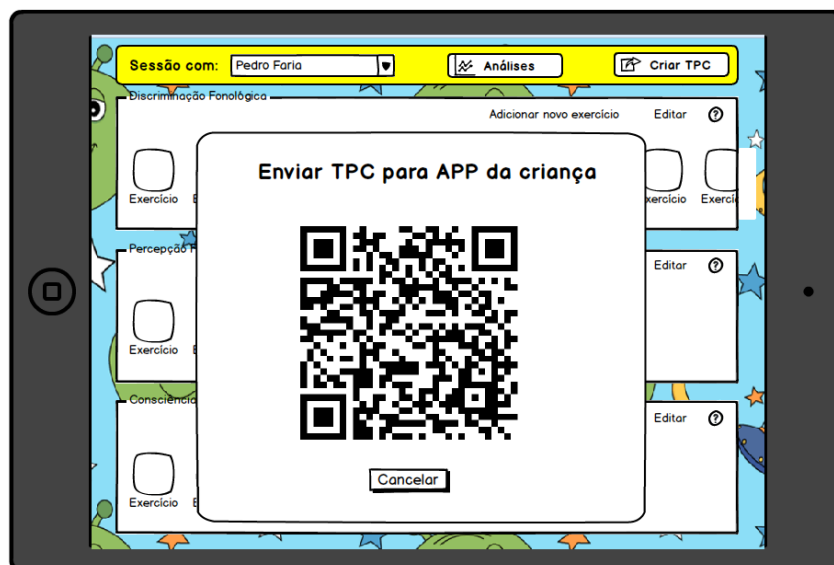 Sessão com: Pedro Faria Análises Criar TPC
Discriminação Fonológica
Adicionar novo exercício Editar ?
Enviar TPC para APP da criança
Exercício Exercício
Percepção
Editar ?
Exercício
Consciência
Editar ?
Exercício
Cancelar